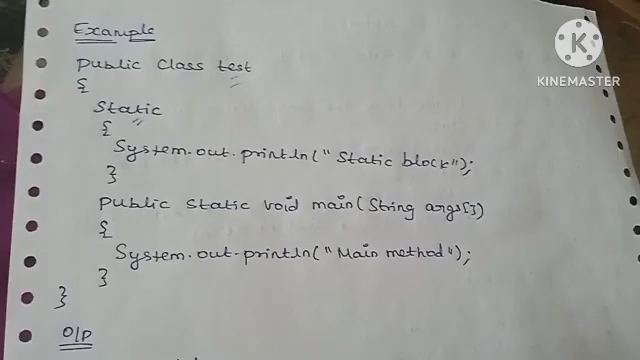 Example
K
KINEMASTER
public class test
{
Static
{
System.out.println("Static block");
}
public static void main(String args[])
{
System.out.println("Main method");
}
}
O/P